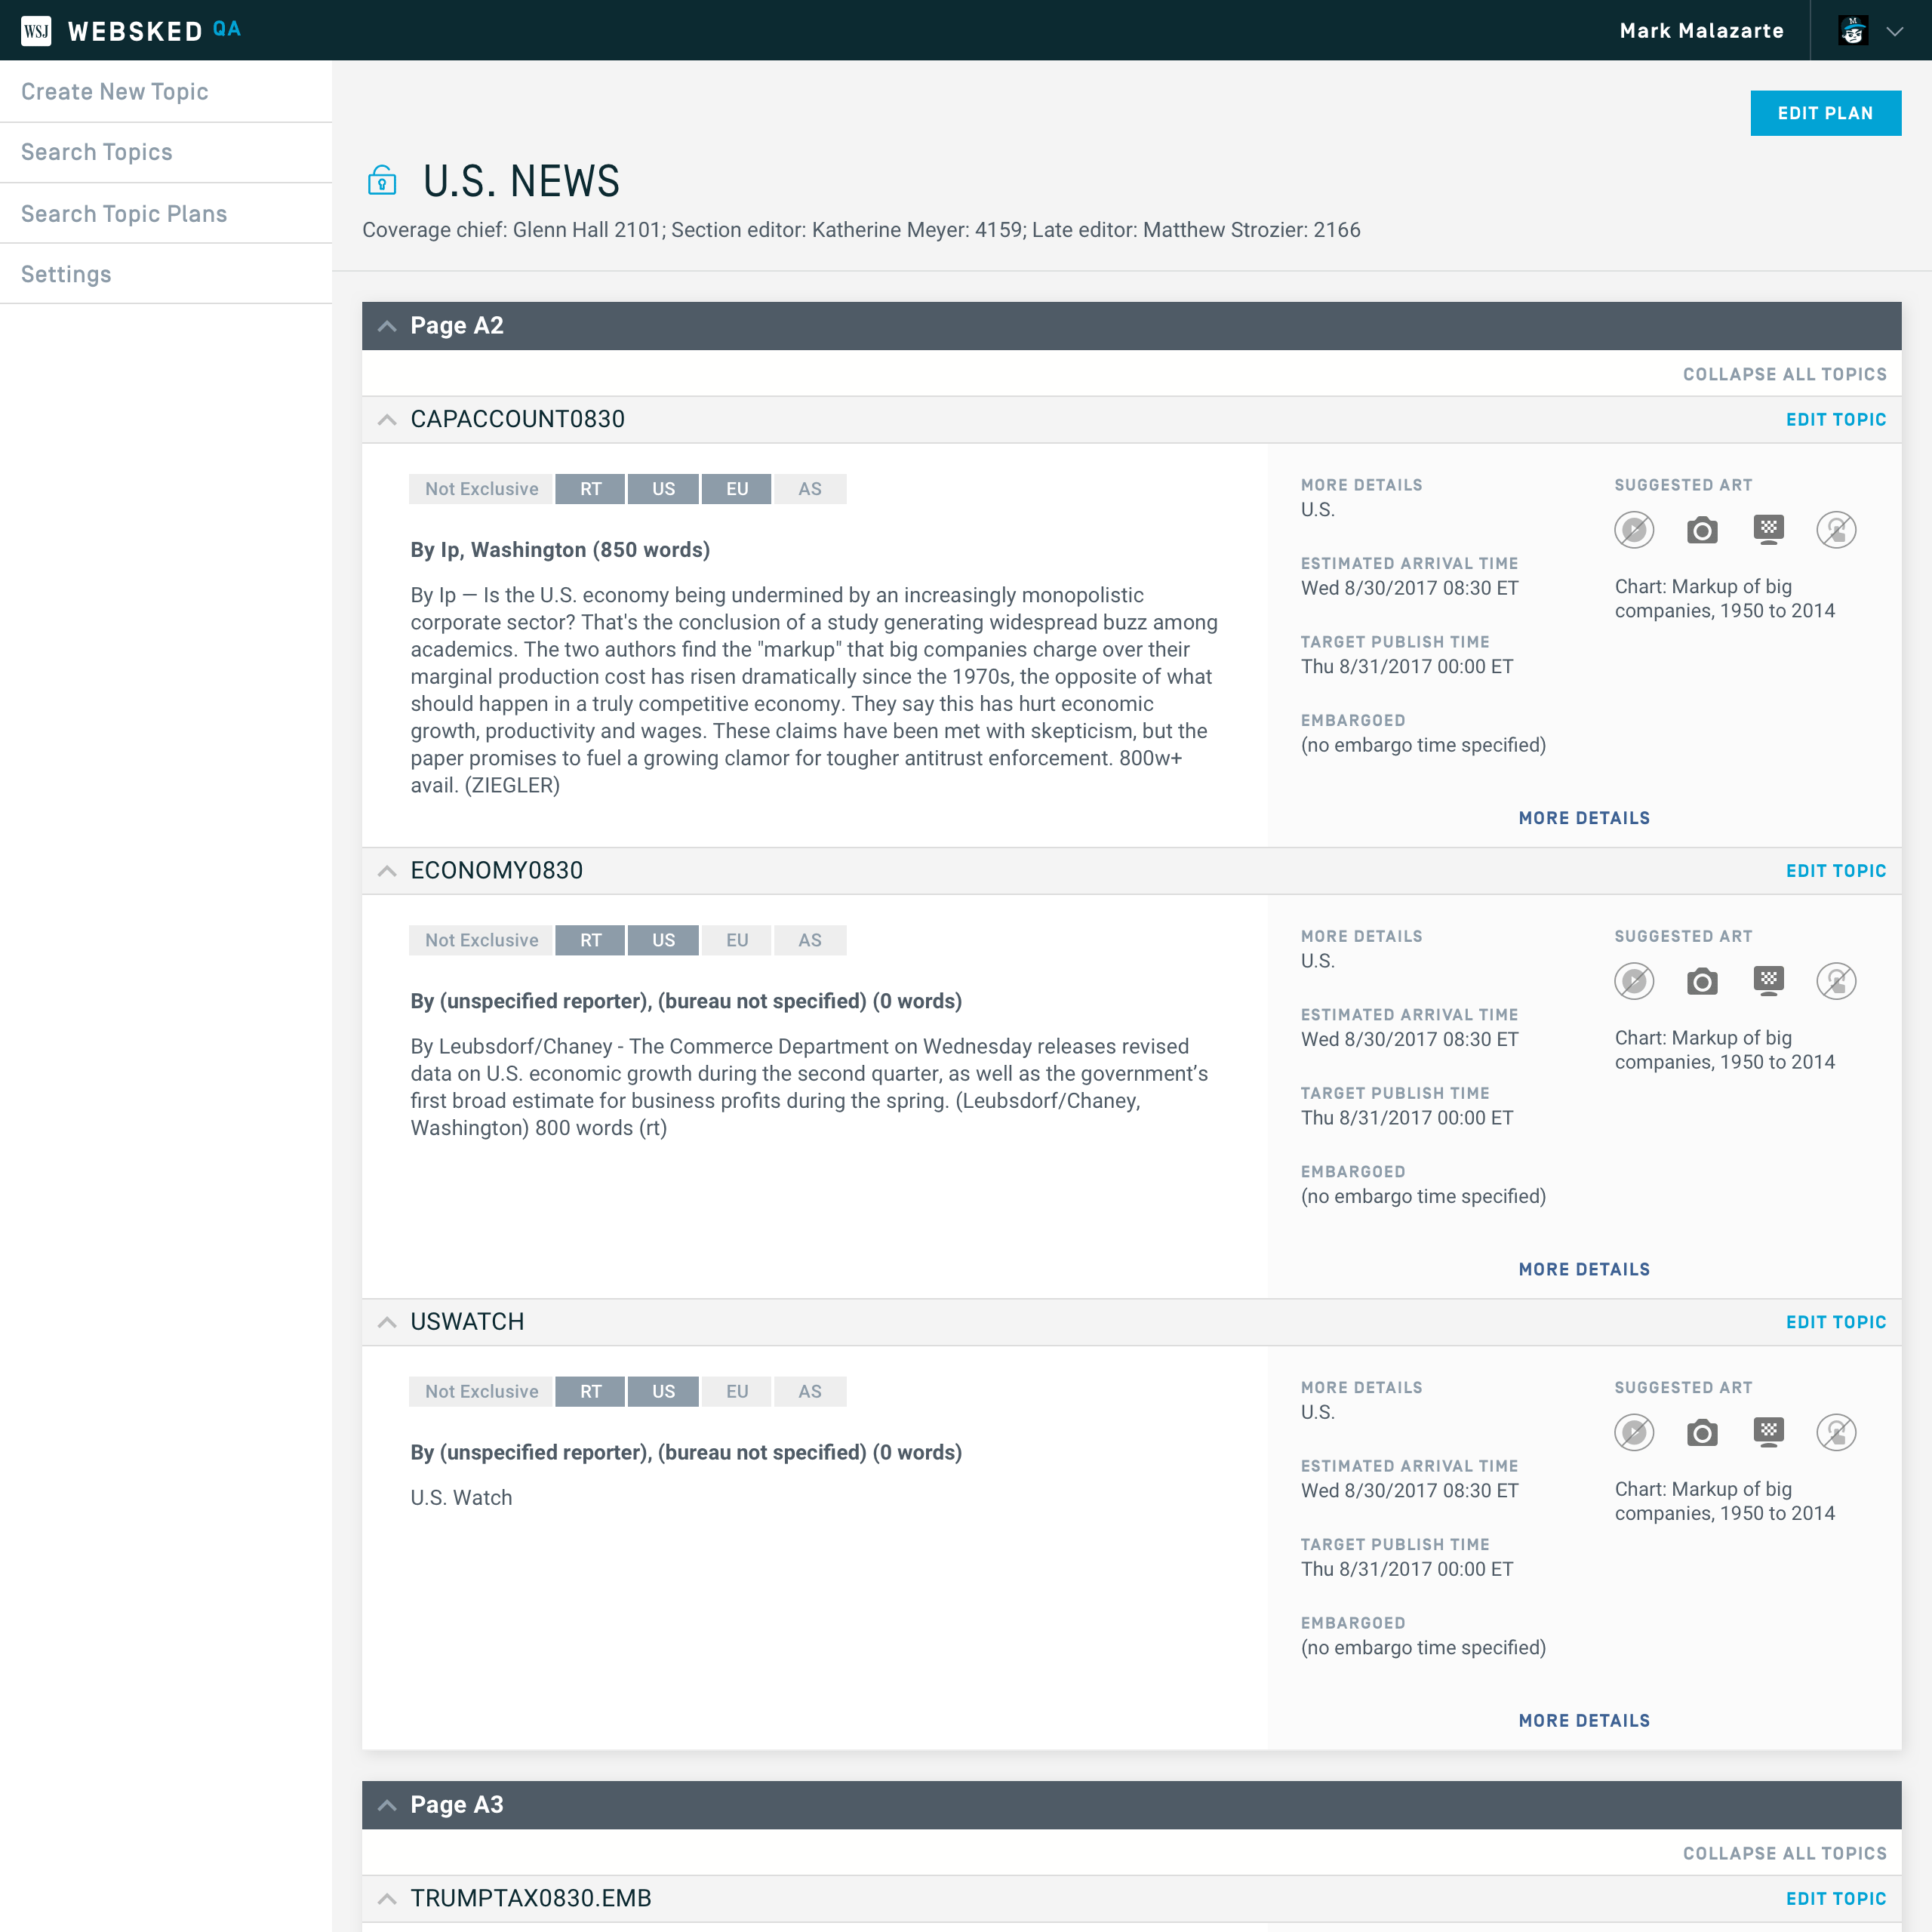 WSJ WEBSKED QA
Mark Malazarte
Create New Topic
Search Topics
Search Topic Plans
Settings
EDIT PLAN
U.S. NEWS
Coverage chief: Glenn Hall 2101; Section editor: Katherine Meyer: 4159; Late editor: Matthew Strozier: 2166
Page A2
COLLAPSE ALL TOPICS
CAPACCOUNT0830
EDIT TOPIC
Not Exclusive RT US EU AS
By Ip, Washington (850 words)
By Ip — Is the U.S. economy being undermined by an increasingly monopolistic
corporate sector? That's the conclusion of a study generating widespread buzz among
academics. The two authors find the "markup" that big companies charge over their
marginal production cost has risen dramatically since the 1970s, the opposite of what
should happen in a truly competitive economy. They say this has hurt economic
growth, productivity and wages. These claims have been met with skepticism, but the
paper promises to fuel a growing clamor for tougher antitrust enforcement. 800w+
avail. (ZIEGLER)
MORE DETAILS
U.S.
ESTIMATED ARRIVAL TIME
Wed 8/30/2017 08:30 ET
TARGET PUBLISH TIME
Thu 8/31/2017 00:00 ET
EMBARGOED
(no embargo time specified)
SUGGESTED ART
Chart: Markup of big
companies, 1950 to 2014
MORE DETAILS
ECONOMY0830
EDIT TOPIC
Not Exclusive RT US EU AS
By (unspecified reporter), (bureau not specified) (0 words)
By Leubsdorf/Chaney - The Commerce Department on Wednesday releases revised
data on U.S. economic growth during the second quarter, as well as the government’s
first broad estimate for business profits during the spring. (Leubsdorf/Chaney,
Washington) 800 words (rt)
MORE DETAILS
U.S.
ESTIMATED ARRIVAL TIME
Wed 8/30/2017 08:30 ET
TARGET PUBLISH TIME
Thu 8/31/2017 00:00 ET
EMBARGOED
(no embargo time specified)
SUGGESTED ART
Chart: Markup of big
companies, 1950 to 2014
MORE DETAILS
USWATCH
EDIT TOPIC
Not Exclusive RT US EU AS
By (unspecified reporter), (bureau not specified) (0 words)
U.S. Watch
MORE DETAILS
U.S.
ESTIMATED ARRIVAL TIME
Wed 8/30/2017 08:30 ET
TARGET PUBLISH TIME
Thu 8/31/2017 00:00 ET
EMBARGOED
(no embargo time specified)
SUGGESTED ART
Chart: Markup of big
companies, 1950 to 2014
MORE DETAILS
Page A3
COLLAPSE ALL TOPICS
TRUMPTAX0830.EMB
EDIT TOPIC